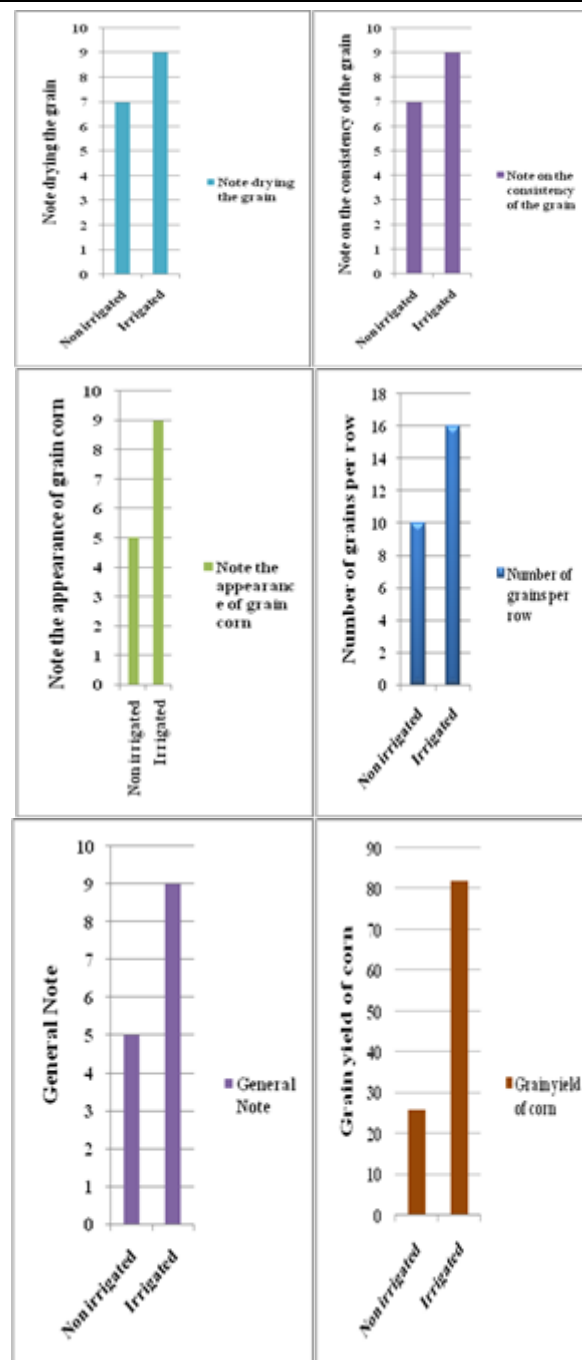 Note drying the grain
10
9
8
7
6
5
4
3
2
1
0
Non irrigated
Irrigated
Note drying
the grain
Note on the consistency of the grain
10
9
8
7
6
5
4
3
2
1
0
Non irrigated
Irrigated
Note on the
consistency
of the grain
Note the appearance of grain corn
10
9
8
7
6
5
4
3
2
1
0
Non irrigated
Irrigated
Note the
appearanc
e of grain
corn
Number of grains per row
18
16
14
12
10
8
6
4
2
0
Non irrigated
Irrigated
Number of
grains per
row
General Note
10
9
8
7
6
5
4
3
2
1
0
Non irrigated
Irrigated
General
Note
Grain yield of corn
90
80
70
60
50
40
30
20
10
0
Non irrigated
Irrigated
Grain yield
of corn